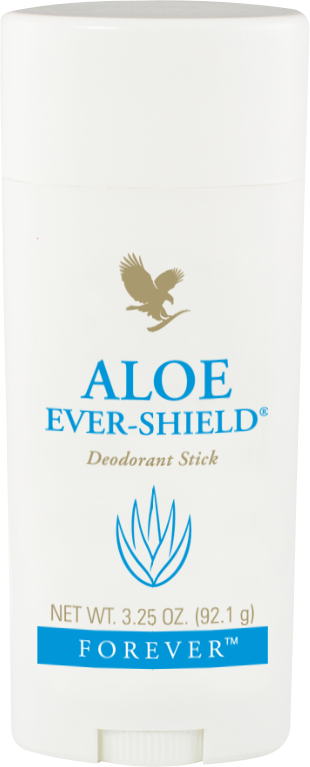 ALOE
EVER-SHIELD®
Deodorant Stick
NET WT. 3.25 OZ. (92.1 g)
FOREVER™